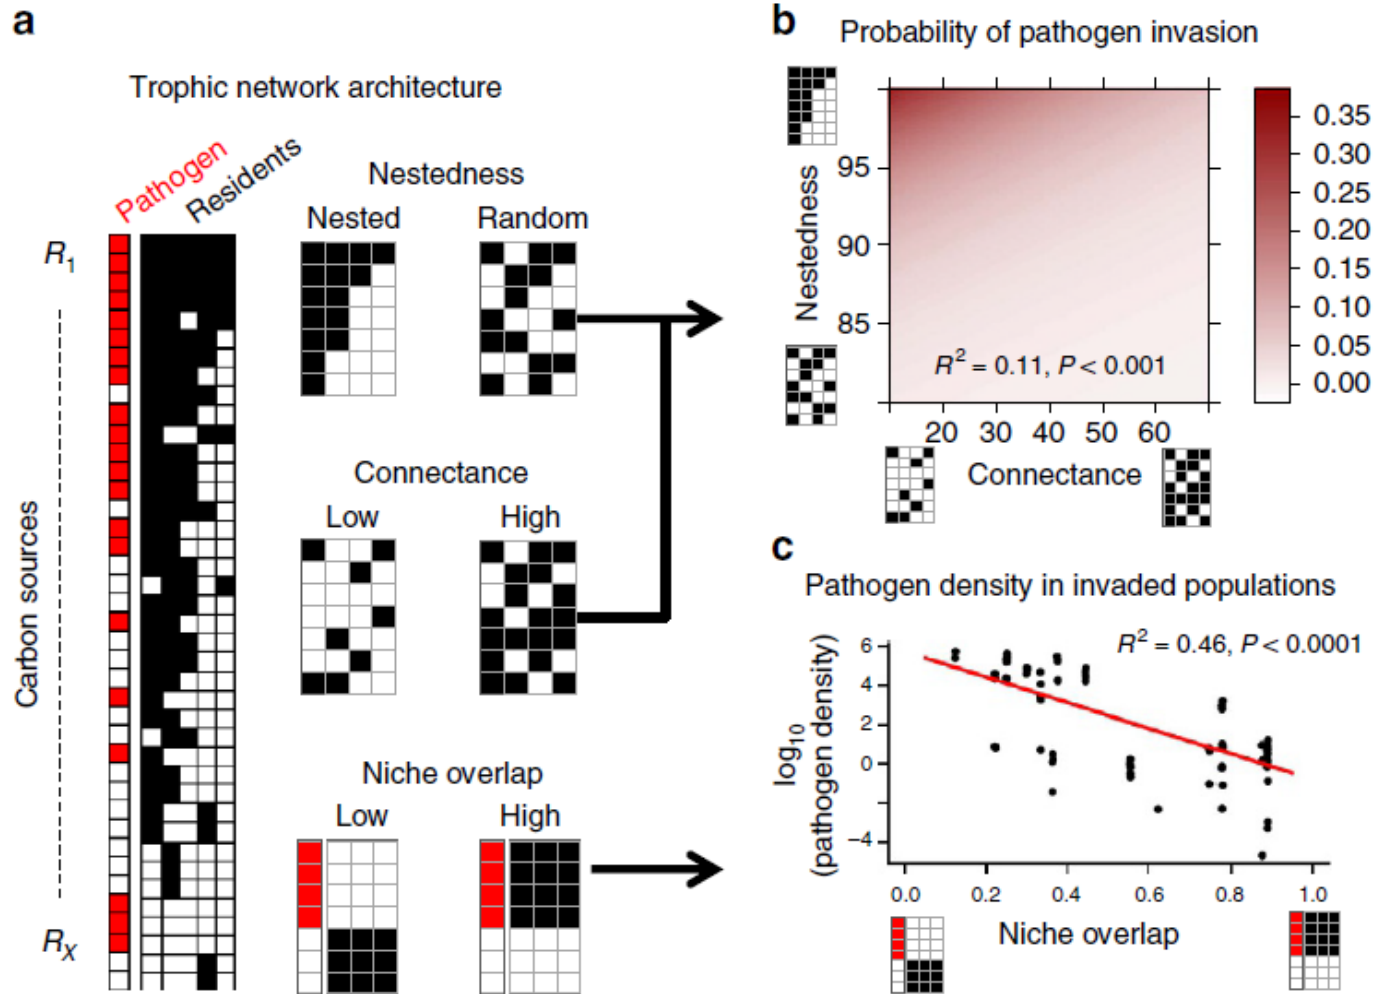 a
Trophic network architecture
Pathogen
Residents
R1
Carbon sources
RX
Nestedness
Nested Random
Connectance
Low High
Niche overlap
Low High
b
Probability of pathogen invasion
Nestedness
95
90
85
R² = 0.11, P < 0.001
20 30 40 50 60
Connectance
0.35
0.30
0.25
0.20
0.15
0.10
0.05
0.00
c
Pathogen density in invaded populations
R² = 0.46, P < 0.0001
log10
(pathogen density)
6
4
2
0
−4
0.0 0.2 0.4 0.6 0.8 1.0
Niche overlap